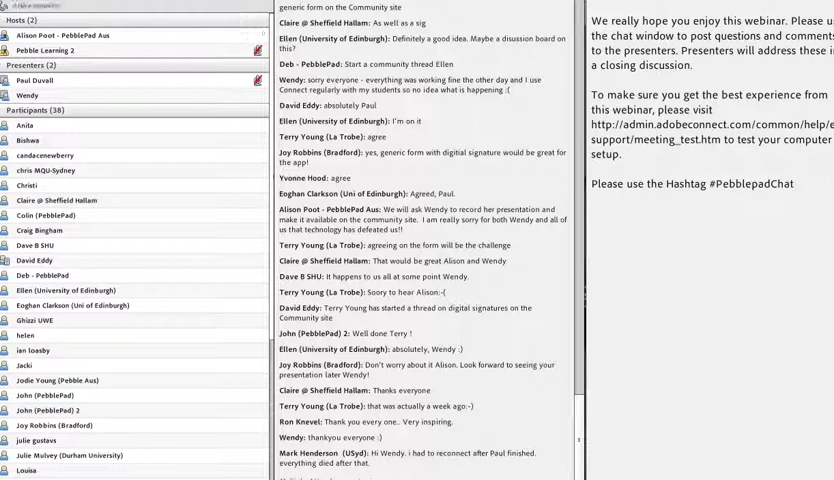 Hosts (2)
Alison Poot - PebblePad Aus
Pebble Learning 2
Presenters (2)
Paul Duvall
Wendy
Participants (38)
Anita
Bishwa
candacenewberry
chris MQU-Sydney
Christi
Claire @ Sheffield Hallam
Colin (PebblePad)
Craig Bingham
Dave B SHU
David Eddy
Deb - PebblePad
Ellen (University of Edinburgh)
Eoghan Clarkson (Uni of Edinburgh)
Ghizzi UWE
helen
ian loasby
Jacki
Jodie Young (Pebble Aus)
John (PebblePad)
John (PebblePad) 2
Joy Robbins (Bradford)
julie gustavs
Julie Mulvey (Durham University)
Louisa
generic form on the Community site
Claire @ Sheffield Hallam: As well as a sig
Ellen (University of Edinburgh): Definitely a good idea. Maybe a disussion board on
this?
Deb - PebblePad: Start a community thread Ellen
Wendy: sorry everyone - everything was working fine the other day and I use
Connect regularly with my students so no idea what is happening :(
David Eddy: absolutely Paul
Ellen (University of Edinburgh): I'm on it
Terry Young (La Trobe): agree
Joy Robbins (Bradford): yes, generic form with digitial signature would be great for
the app!
Yvonne Hood: agree
Eoghan Clarkson (Uni of Edinburgh): Agreed, Paul.
Alison Poot - PebblePad Aus: We will ask Wendy to record her presentation and
make it available on the community site.  I am really sorry for both Wendy and all of
us that technology has defeated us!!
Terry Young (La Trobe): agreeing on the form will be the challenge
Claire @ Sheffield Hallam: That would be great Alison and Wendy
Dave B SHU: It happens to us all at some point Wendy.
Terry Young (La Trobe): Soory to hear Alison:-(
David Eddy: Terry Young has started a thread on digital signatures on the
Community site
John (PebblePad) 2: Well done Terry !
Ellen (University of Edinburgh): absolutely, Wendy :)
Joy Robbins (Bradford): Don't worry about it Alison. Look forward to seeing your
presentation later Wendy!
Claire @ Sheffield Hallam: Thanks everyone
Terry Young (La Trobe): that was actually a week ago:-)
Ron Knevel: Thank you every one.. Very inspiring.
Wendy: thankyou everyone :)
Mark Henderson  (USyd): Hi Wendy. i had to reconnect after Paul finished.
everything died after that.
We really hope you enjoy this webinar. Please u
the chat window to post questions and comments
to the presenters. Presenters will address these i
a closing discussion.
To make sure you get the best experience from
this webinar, please visit
http://admin.adobeconnect.com/common/help/e
support/meeting_test.htm to test your computer
setup.
Please use the Hashtag #PebblepadChat